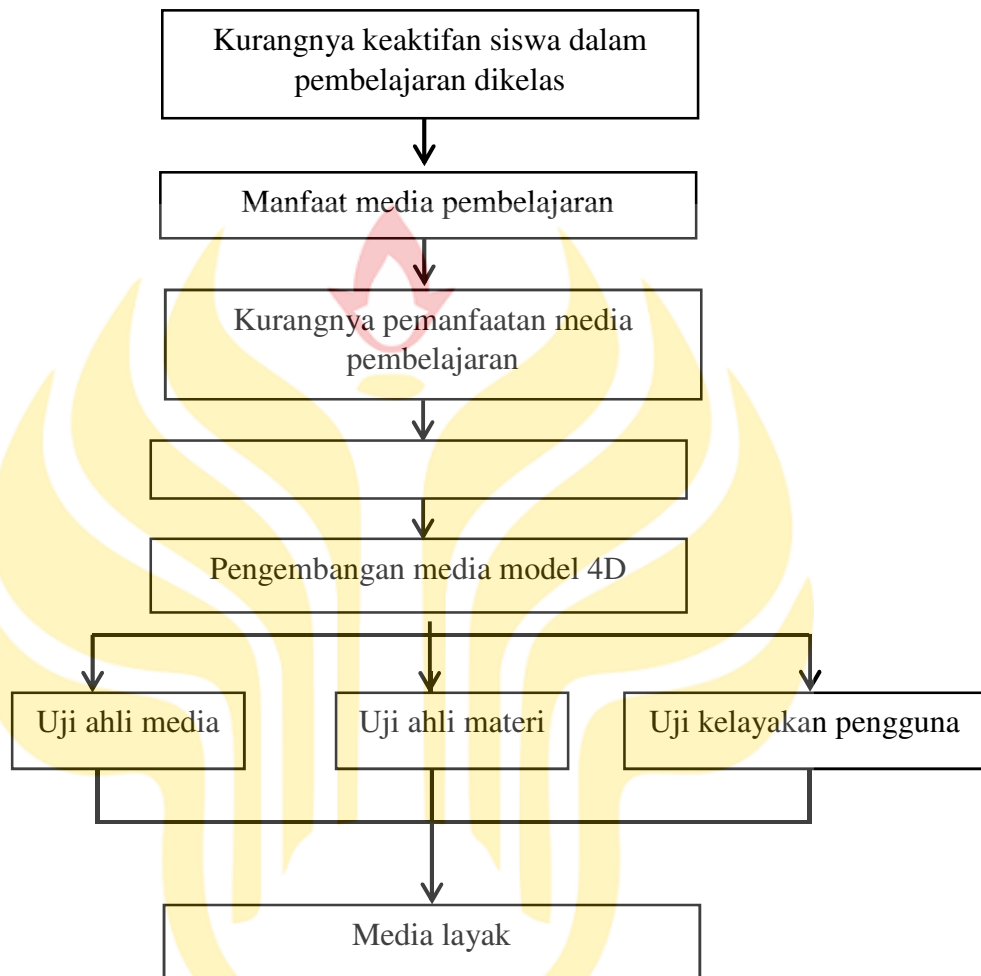 Kurangnya keaktifan siswa dalam
pembelajaran dikelas
Manfaat media pembelajaran
Kurangnya pemanfaatan media
pembelajaran
Pengembangan media model 4D
Uji ahli media
Uji ahli materi
Uji kelayakan pengguna
Media layak